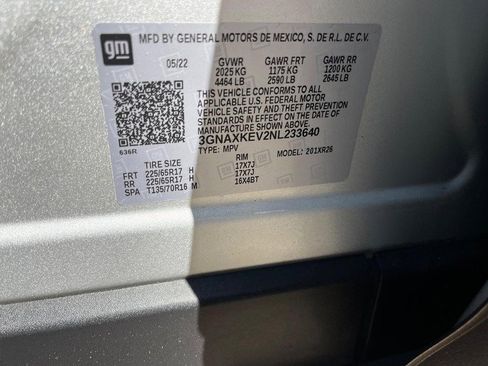 gm
MFD BY GENERAL MOTORS DE MEXICO, S. DE R.L. DE C.V.
05/22 GVWR GAWR FRT GAWR RR
2025 KG 1175 KG 1200 KG
4464 LB 2590 LB 2645 LB
THIS VEHICLE CONFORMS TO ALL
APPLICABLE U.S. FEDERAL MOTOR
VEHICLE SAFETY AND THEFT PREVENTION
STANDARDS IN EFFECT ON THE DATE OF
MANUFACTURE SHOWN ABOVE.
3GNAXKEV2NL233640
636R TYPE: MPV MODEL: 201XR26
TIRE SIZE RIM
FRT 225/65R17 H 17X7J
RR 225/65R17 H 17X7J
SPA T135/70R16 M 16X4BT